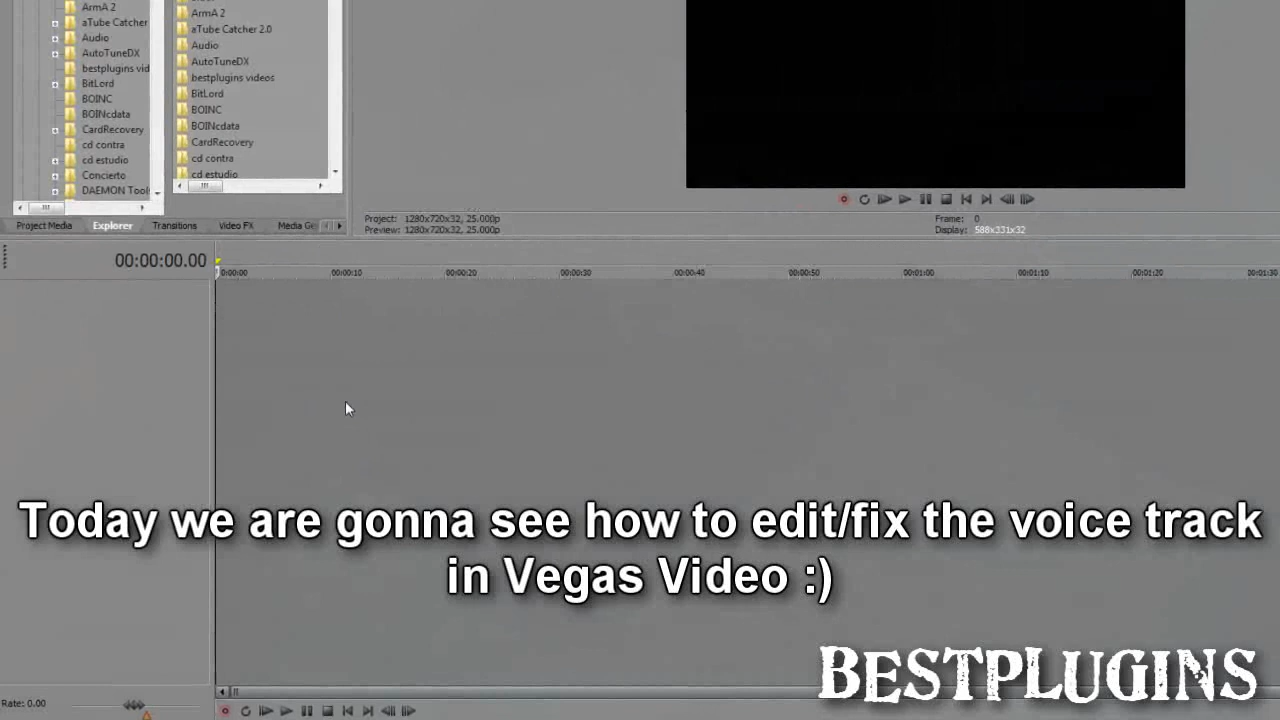 ArmA 2
aTube Catcher
Audio
AutoTuneDX
bestplugins vid
BitLord
BOINC
BOINcdata
CardRecovery
cd contra
cd estudio
Concierto
DAEMON Tools
ArmA 2
aTube Catcher 2.0
Audio
AutoTuneDX
bestplugins videos
BitLord
BOINC
BOINcdata
CardRecovery
cd contra
cd estudio
Project Media Explorer Transitions Video FX Media Ge
Project: 1280x720x32, 25.000p
Preview: 1280x720x32, 25.000p
Frame: 0
Display: 588x331x32
00:00:00.00
0:00:00 00:00:10 00:00:20 00:00:30 00:00:40 00:00:50 00:01:00 00:01:10 00:01:20 00:01:30
Today we are gonna see how to edit/fix the voice track
in Vegas Video :)
BESTPLUGINS
Rate: 0.00